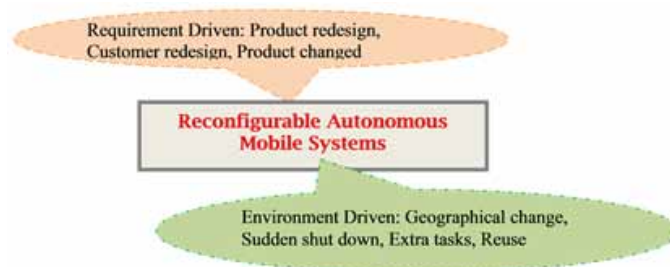 Requirement Driven: Product redesign,
Customer redesign, Product changed
Reconfigurable Autonomous
Mobile Systems
Environment Driven: Geographical change,
Sudden shut down, Extra tasks, Reuse